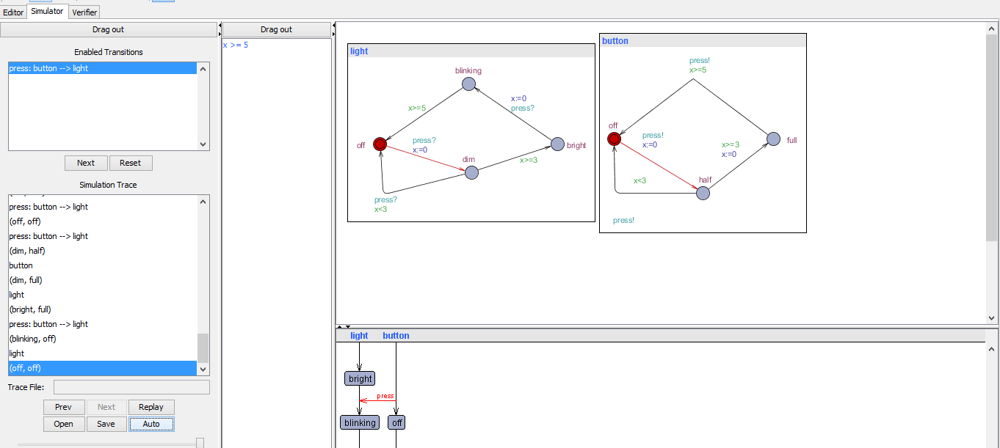 Editor Simulator Verifier
Drag out
Enabled Transitions
press: button --> light
Next Reset
Simulation Trace
press: button --> light
(off, off)
press: button --> light
(dim, half)
button
(dim, full)
light
(bright, full)
press: button --> light
(blinking, off)
light
(off, off)
Trace File:
Prev Next Replay
Open Save Auto
Drag out
x >= 5
light
blinking
x:=0
press?
x>=5
off
press?
x:=0
bright
dim
x>=3
press?
x<3
button
press!
x>=5
off
press!
x:=0
x>=3
x:=0
full
half
x<3
press!
light button
bright
press
blinking off